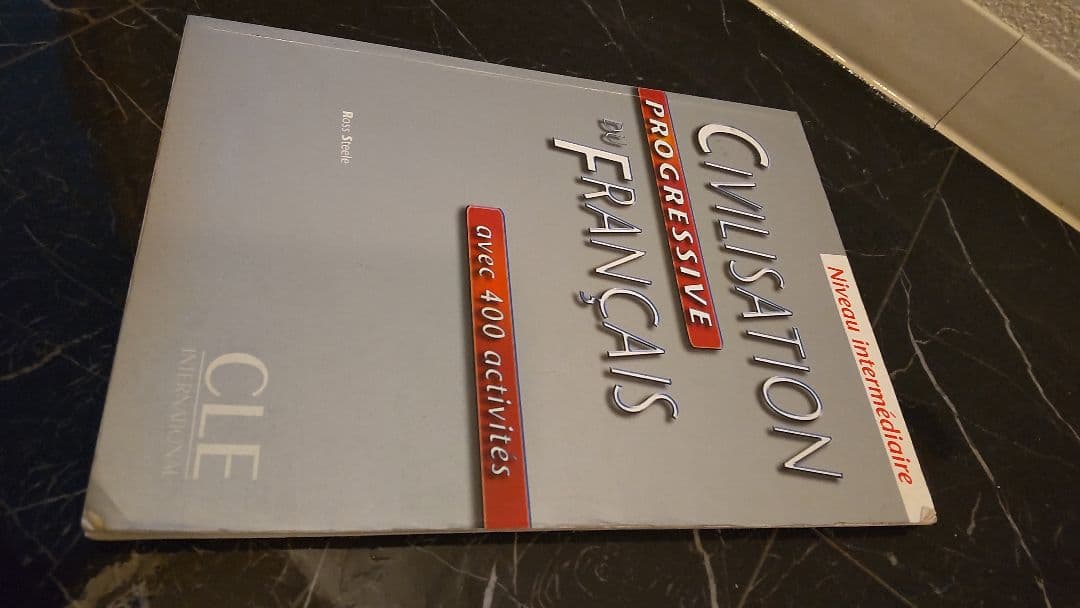 Niveau intermédiaire
CIVILISATION
PROGRESSIVE
DU FRANÇAIS
avec 400 activités
Ross Steele
CLE
INTERNATIONAL